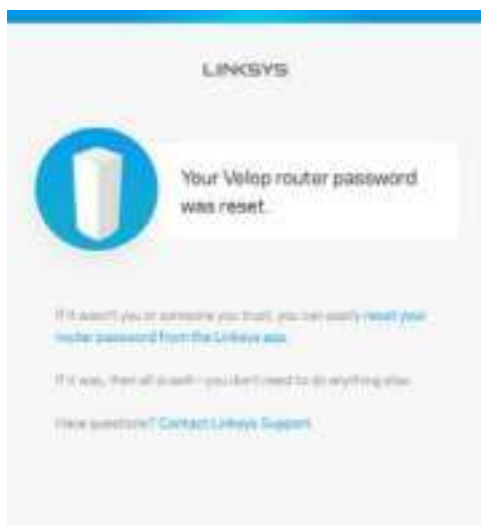 LINKSYS
Your Velop router password
was reset.
If it wasn't you or someone you trust, you can easily reset your
router password from the Linksys app.
If it was, then all is well – you don't need to do anything else.
Have questions? Contact Linksys Support.